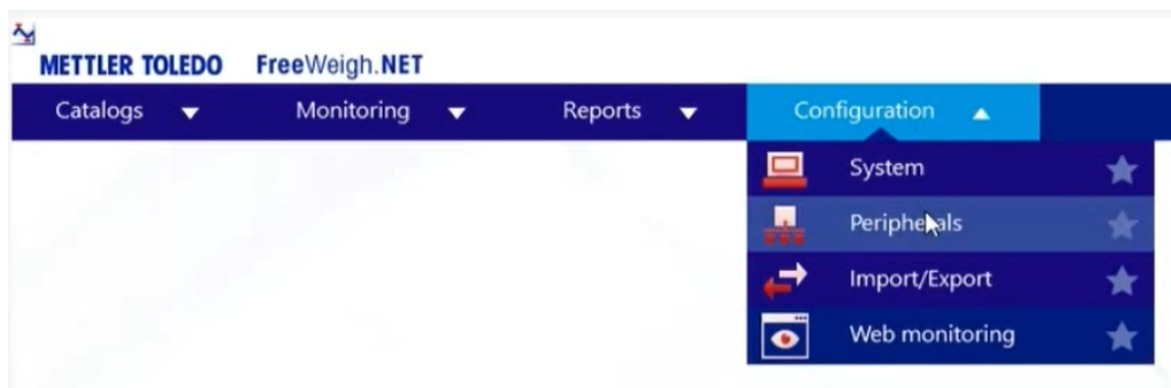 METTLER TOLEDO FreeWeigh.NET
Catalogs Monitoring Reports Configuration
System
Peripherals
Import/Export
Web monitoring